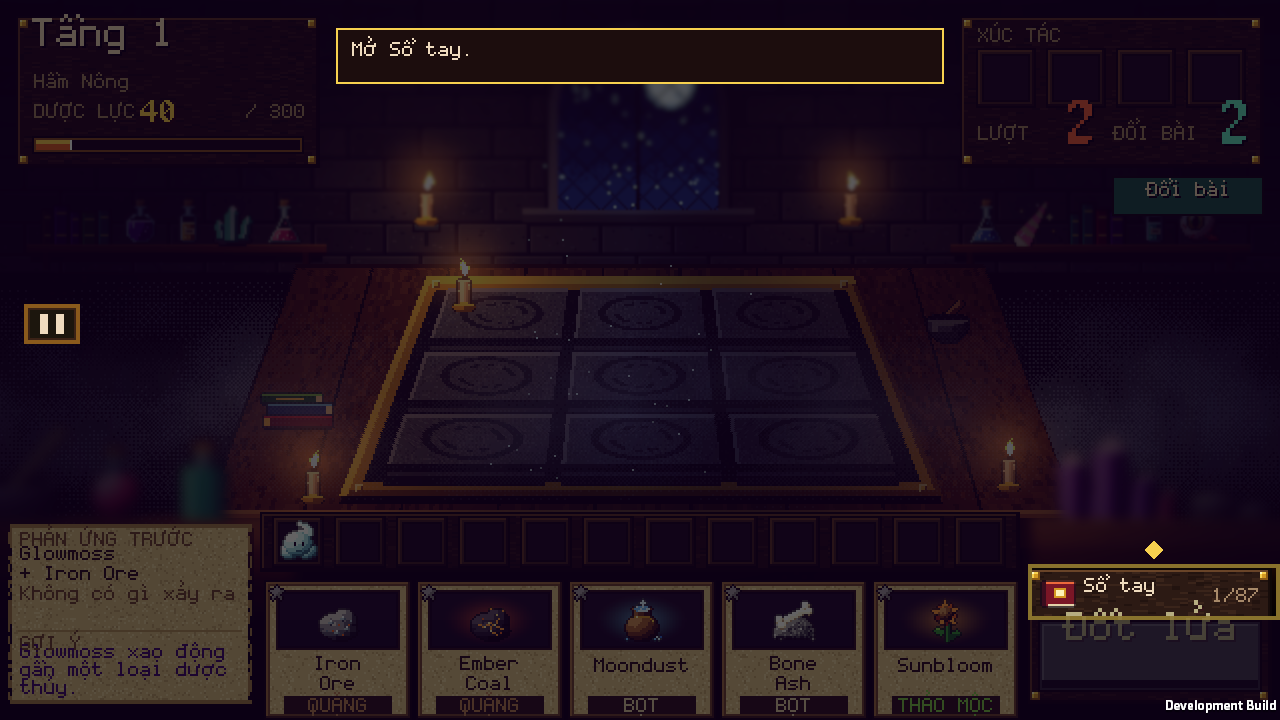 Tầng 1
Hầm Nông
DƯỢC LỰC 40 / 300
Mở Sổ tay.
XÚC TÁC
LƯỢT 2 ĐỔI BÀI 2
Đổi bài
PHẢN ỨNG TRƯỚC
Glowmoss
+ Iron Ore
Không có gì xảy ra
GỢI Ý
Glowmoss xao động
gần một loại dược
thủy.
Iron
Ore
QUẶNG
Ember
Coal
QUẶNG
Moondust
BỘT
Bone
Ash
BỘT
Sunbloom
THẢO MỘC
Sổ tay 1/87
Đốt lửa
Development Build